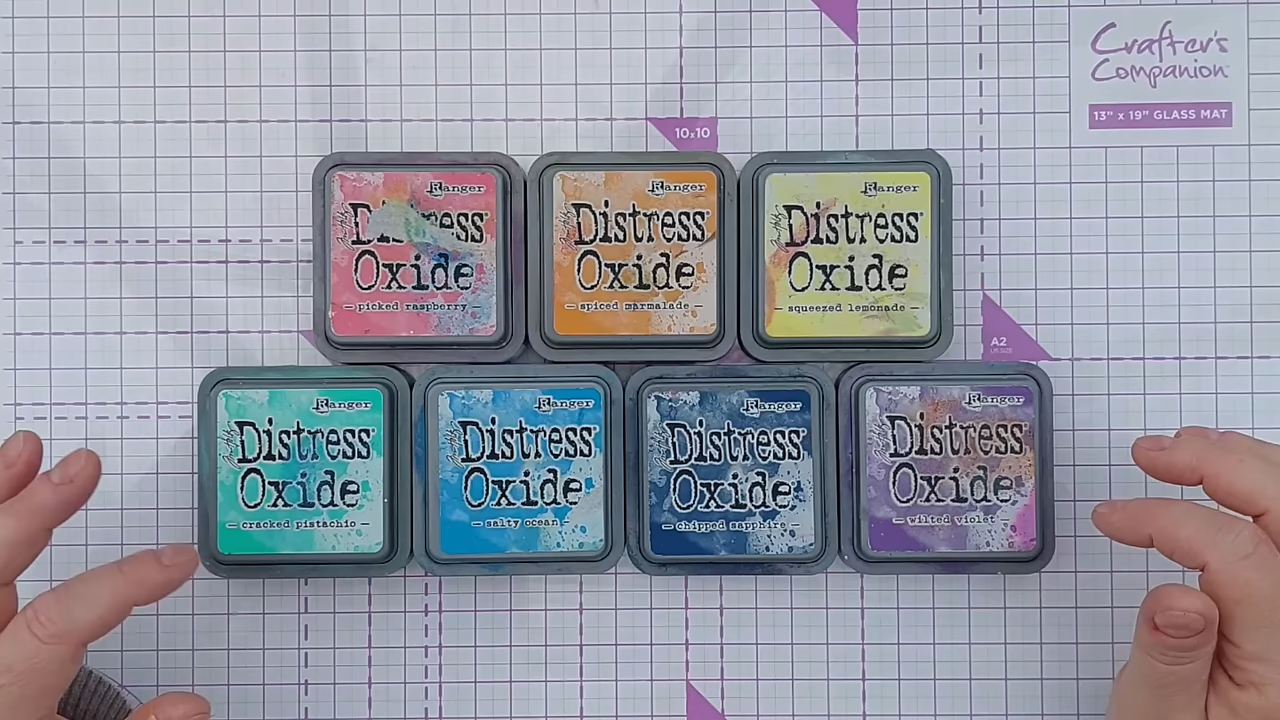 Crafter's
Companion
13" x 19" GLASS MAT
10x10
Ranger
Distress
Oxide
— picked raspberry —
Ranger
Distress
Oxide
— spiced marmalade —
Ranger
Distress
Oxide
— squeezed lemonade —
A2
US SIZE
Ranger
Distress
Oxide
— cracked pistachio —
Ranger
Distress
Oxide
— salty ocean —
Ranger
Distress
Oxide
— chipped sapphire —
Ranger
Distress
Oxide
— wilted violet —